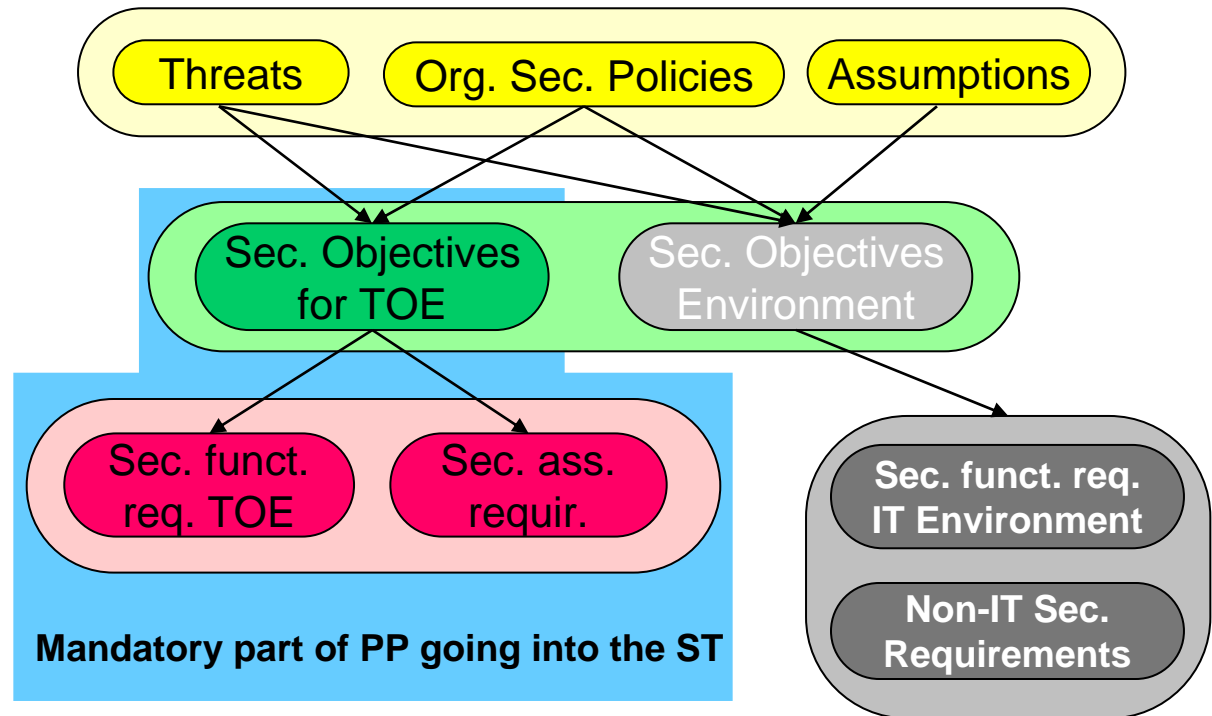 Threats
Org. Sec. Policies
Assumptions
Sec. Objectives
for TOE
Sec. Objectives
Environment
Sec. funct.
req. TOE
Sec. ass.
requir.
Sec. funct. req.
IT Environment
Non-IT Sec.
Requirements
Mandatory part of PP going into the ST